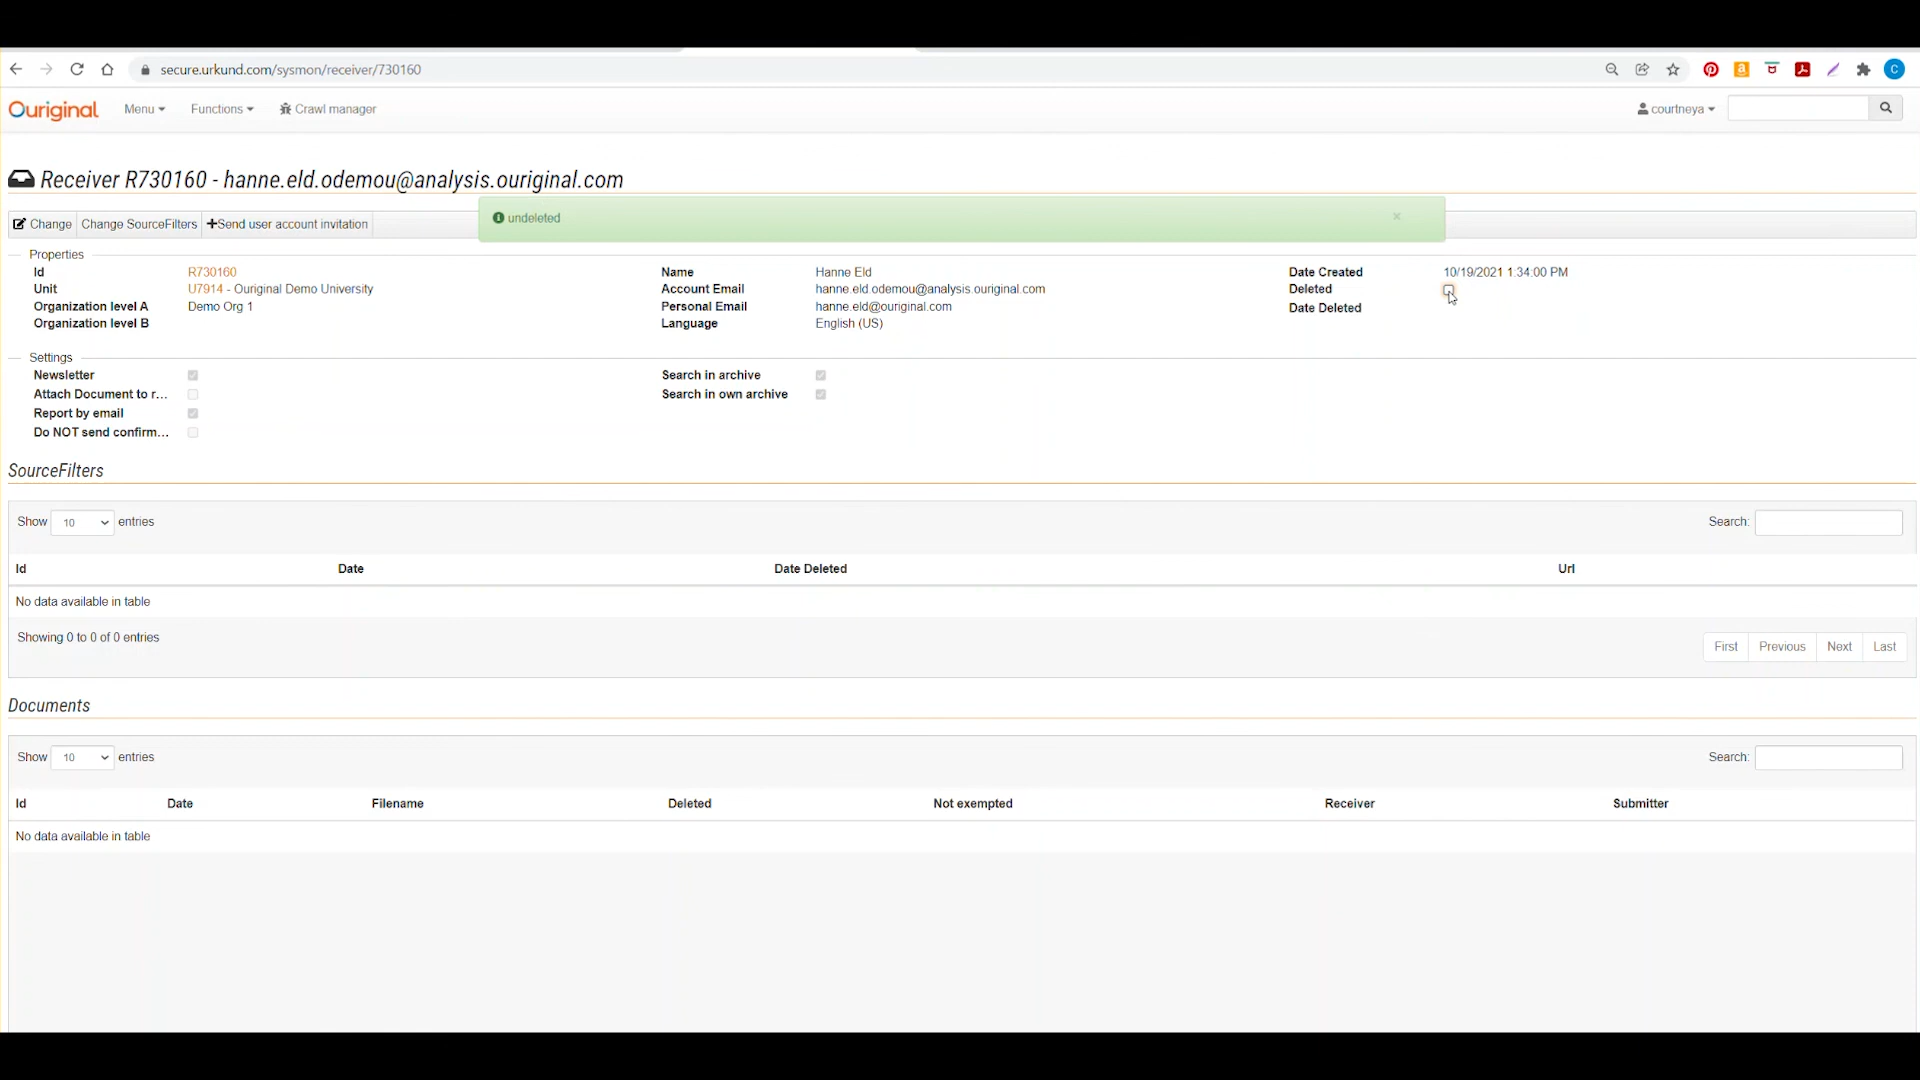 secure.urkund.com/sysmon/receiver/730160
Ouriginal Menu Functions Crawl manager courtneya
Receiver R730160 - hanne.eld.odemou@analysis.ouriginal.com
undeleted ×
Change Change SourceFilters +Send user account invitation
Properties
Id R730160 Name Hanne Eld Date Created 10/19/2021 1:34:00 PM
Unit U7914 - Ouriginal Demo University Account Email hanne.eld.odemou@analysis.ouriginal.com Deleted
Organization level A Demo Org 1 Personal Email hanne.eld@ouriginal.com Date Deleted
Organization level B Language English (US)
Settings
Newsletter Search in archive
Attach Document to r... Search in own archive
Report by email
Do NOT send confirm...
SourceFilters
Show 10 entries Search:
Id Date Date Deleted Url
No data available in table
Showing 0 to 0 of 0 entries
First Previous Next Last
Documents
Show 10 entries Search:
Id Date Filename Deleted Not exempted Receiver Submitter
No data available in table